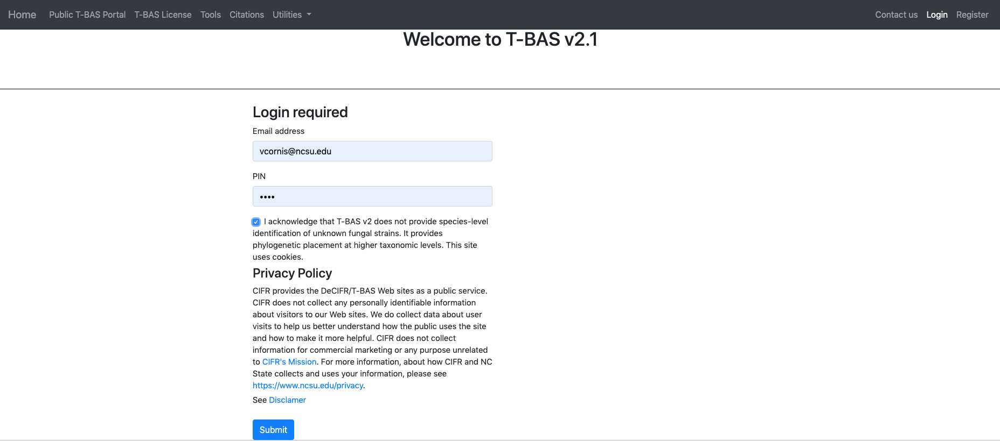 Home Public T-BAS Portal T-BAS License Tools Citations Utilities Contact us Login Register
Welcome to T-BAS v2.1
Login required
Email address
vcornis@ncsu.edu
PIN
••••
I acknowledge that T-BAS v2 does not provide species-level
identification of unknown fungal strains. It provides
phylogenetic placement at higher taxonomic levels. This site
uses cookies.
Privacy Policy
CIFR provides the DeCIFR/T-BAS Web sites as a public service.
CIFR does not collect any personally identifiable information
about visitors to our Web sites. We do collect data about user
visits to help us better understand how the public uses the site
and how to make it more helpful. CIFR does not collect
information for commercial marketing or any purpose unrelated
to CIFR's Mission. For more information, about how CIFR and NC
State collects and uses your information, please see
https://www.ncsu.edu/privacy.
See Disclamer
Submit